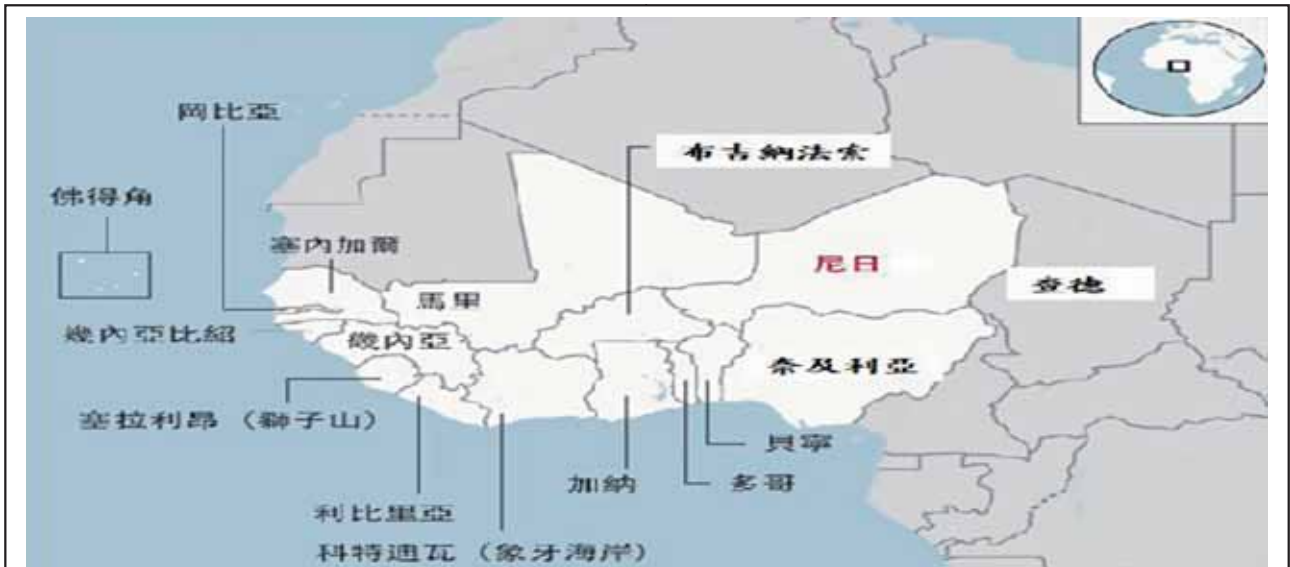 岡比亞
布吉納法索
佛得角
塞內加爾
尼日
查德
馬里
幾內亞比紹
幾內亞
奈及利亞
塞拉利昂（獅子山）
貝寧
加納
多哥
利比里亞
科特迪瓦（象牙海岸）